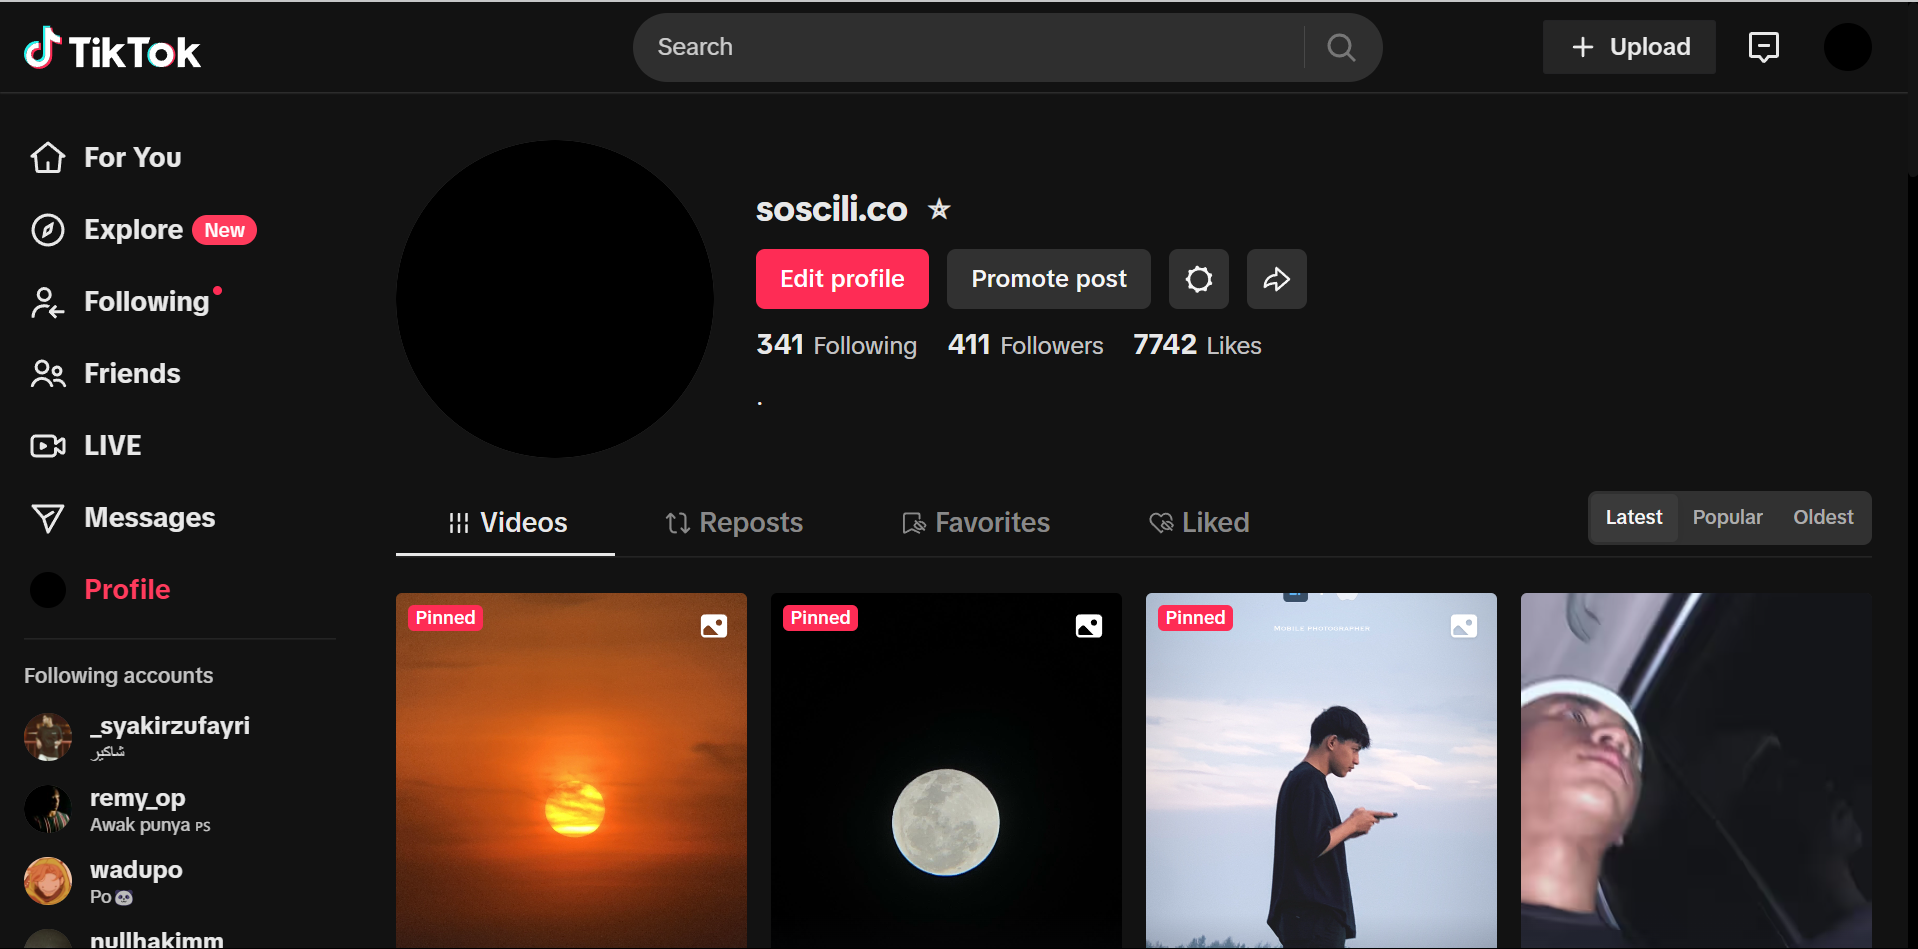 TikTok
Search
Upload
For You
Explore New
Following
Friends
LIVE
Messages
Profile
Following accounts
_syakirzufayri
شاكير
remy_op
Awak punya PS
wadupo
Po🐼
nullhakimm
soscili.co ✯
Edit profile
Promote post
341 Following 411 Followers 7742 Likes
.
Videos Reposts Favorites Liked
Latest Popular Oldest
Pinned
Pinned
Pinned
MOBILE PHOTOGRAPHER